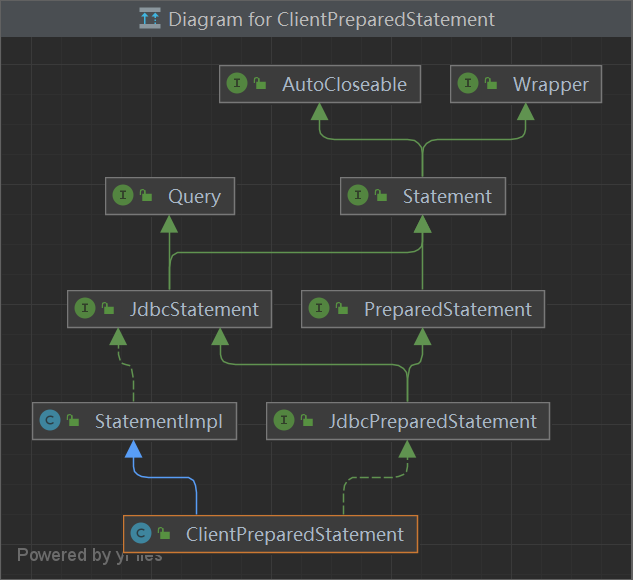 Diagram for ClientPreparedStatement
I AutoCloseable
I Wrapper
I Query
I Statement
I JdbcStatement
I PreparedStatement
C StatementImpl
I JdbcPreparedStatement
C ClientPreparedStatement
Powered by yFiles